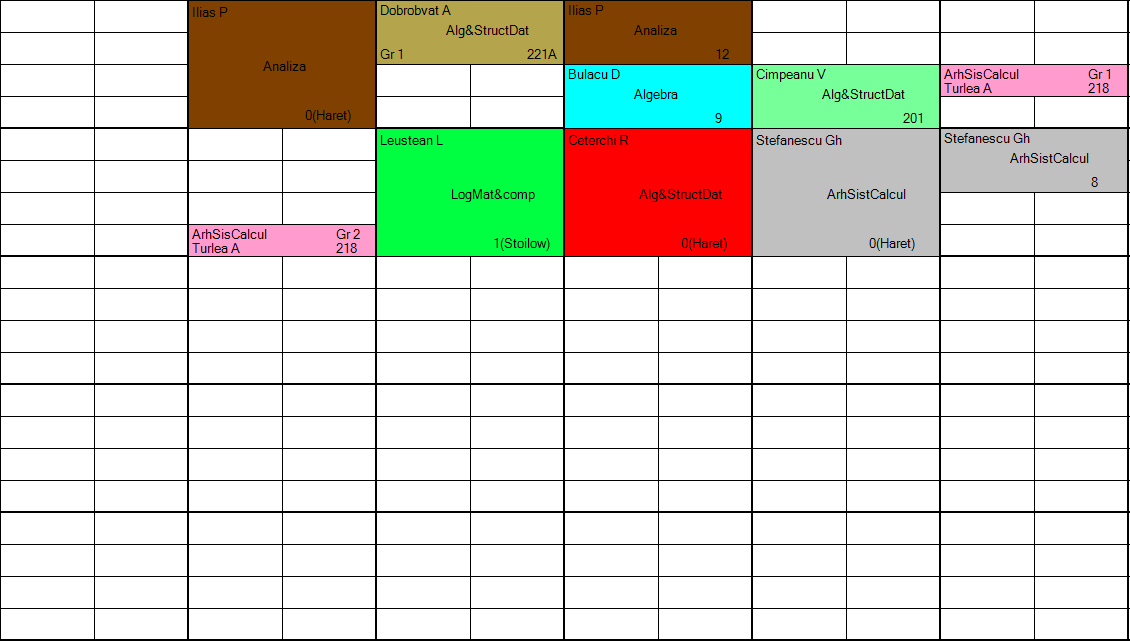 Ilias P
Analiza
0(Haret)
Dobrobvat A
Alg&StructDat
Gr 1 221A
Ilias P
Analiza
12
Bulacu D
Algebra
9
Cimpeanu V
Alg&StructDat
201
ArhSisCalcul Gr 1
Turlea A 218
ArhSisCalcul Gr 2
Turlea A 218
Leustean L
LogMat&comp
1(Stoilow)
Ceterchi R
Alg&StructDat
0(Haret)
Stefanescu Gh
ArhSistCalcul
0(Haret)
Stefanescu Gh
ArhSistCalcul
8